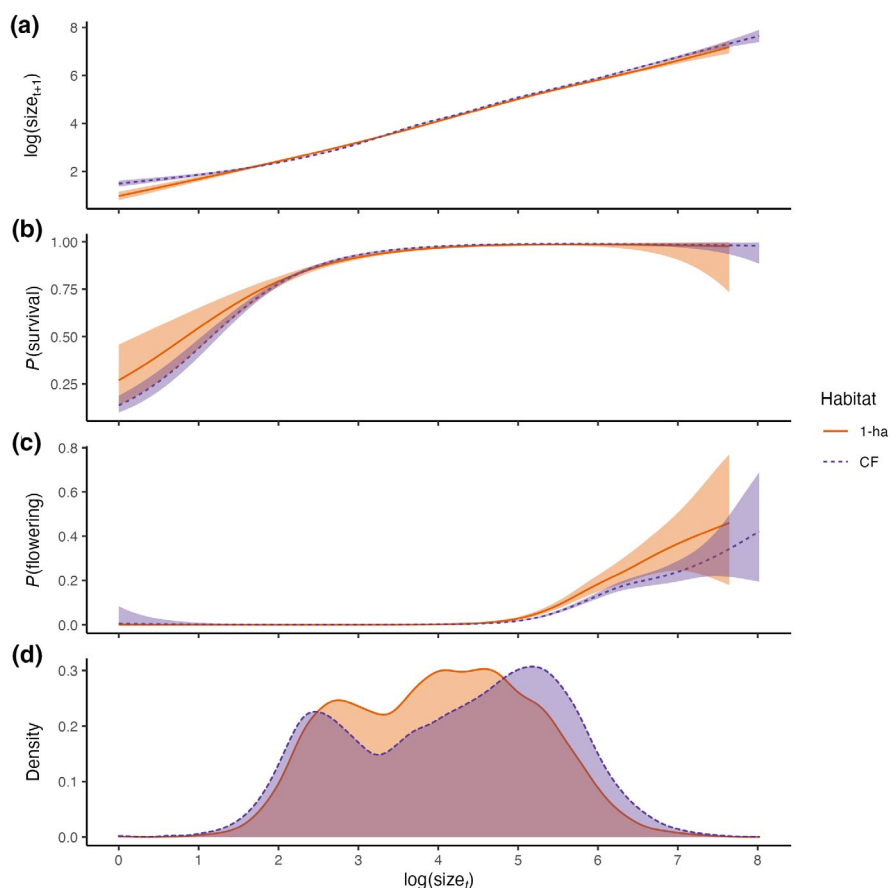 (a)
8
6
4
2
log(size_{t+1})
(b)
1.00
0.75
0.50
0.25
P(survival)
(c)
0.8
0.6
0.4
0.2
0.0
P(flowering)
(d)
0.3
0.2
0.1
0.0
Density
0 1 2 3 4 5 6 7 8
log(size_t)
Habitat
1-ha
CF